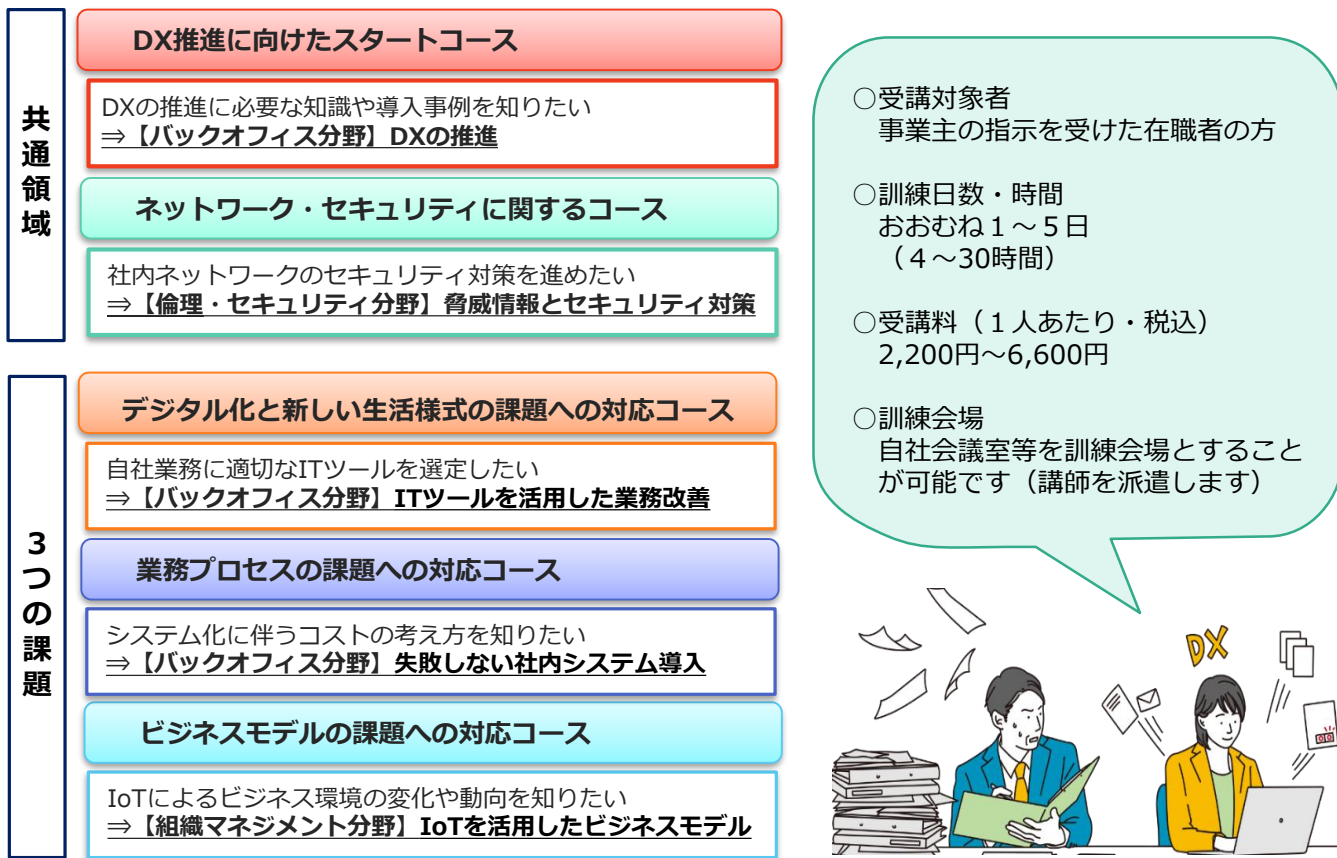 共通領域
DX推進に向けたスタートコース
DXの推進に必要な知識や導入事例を知りたい
⇒【バックオフィス分野】DXの推進
ネットワーク・セキュリティに関するコース
社内ネットワークのセキュリティ対策を進めたい
⇒【倫理・セキュリティ分野】脅威情報とセキュリティ対策
3つの課題
デジタル化と新しい生活様式の課題への対応コース
自社業務に適切なITツールを選定したい
⇒【バックオフィス分野】ITツールを活用した業務改善
業務プロセスの課題への対応コース
システム化に伴うコストの考え方を知りたい
⇒【バックオフィス分野】失敗しない社内システム導入
ビジネスモデルの課題への対応コース
IoTによるビジネス環境の変化や動向を知りたい
⇒【組織マネジメント分野】IoTを活用したビジネスモデル
○受講対象者
事業主の指示を受けた在職者の方
○訓練日数・時間
おおむね1～5日
（4～30時間）
○受講料（1人あたり・税込）
2,200円～6,600円
○訓練会場
自社会議室等を訓練会場とすること
が可能です（講師を派遣します）
DX